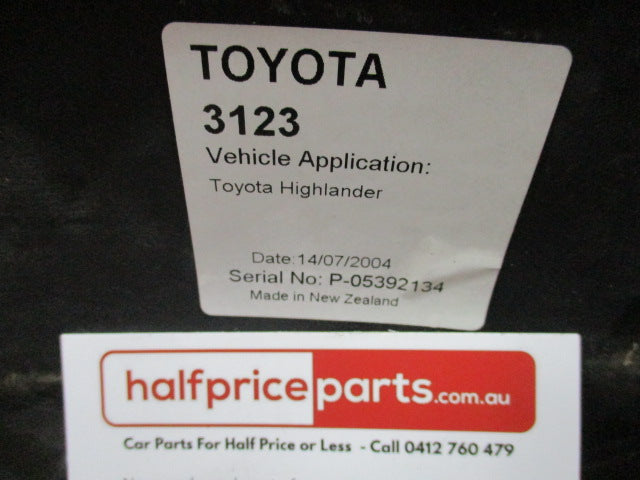 TOYOTA
3123
Vehicle Application:
Toyota Highlander
Date:14/07/2004
Serial No: P-05392134
Made in New Zealand
halfpriceparts.com.au
Car Parts For Half Price or Less - Call 0412 760 479